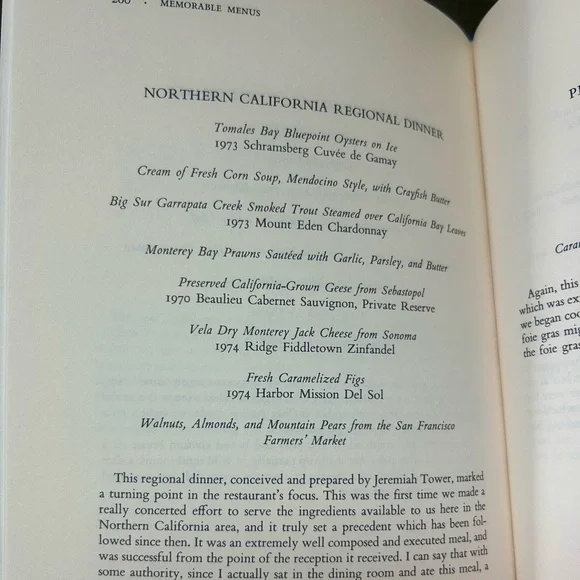 200 · MEMORABLE MENUS
NORTHERN CALIFORNIA REGIONAL DINNER
Tomales Bay Bluepoint Oysters on Ice
1973 Schramsberg Cuvée de Gamay
Cream of Fresh Corn Soup, Mendocino Style, with Crayfish Butter
Big Sur Garrapata Creek Smoked Trout Steamed over California Bay Leaves
1973 Mount Eden Chardonnay
Monterey Bay Prawns Sautéed with Garlic, Parsley, and Butter
Preserved California-Grown Geese from Sebastopol
1970 Beaulieu Cabernet Sauvignon, Private Reserve
Vela Dry Monterey Jack Cheese from Sonoma
1974 Ridge Fiddletown Zinfandel
Fresh Caramelized Figs
1974 Harbor Mission Del Sol
Walnuts, Almonds, and Mountain Pears from the San Francisco
Farmers' Market
This regional dinner, conceived and prepared by Jeremiah Tower, marked
a turning point in the restaurant's focus. This was the first time we made a
really concerted effort to serve the ingredients available to us here in the
Northern California area, and it truly set a precedent which has been fol-
lowed since then. It was an extremely well composed and executed meal, and
was successful from the point of the reception it received. I can say that with
some authority, since I actually sat in the dining room and ate this meal, a
Again, this
which was ex
we began coo
foie gras mig
the foie gras